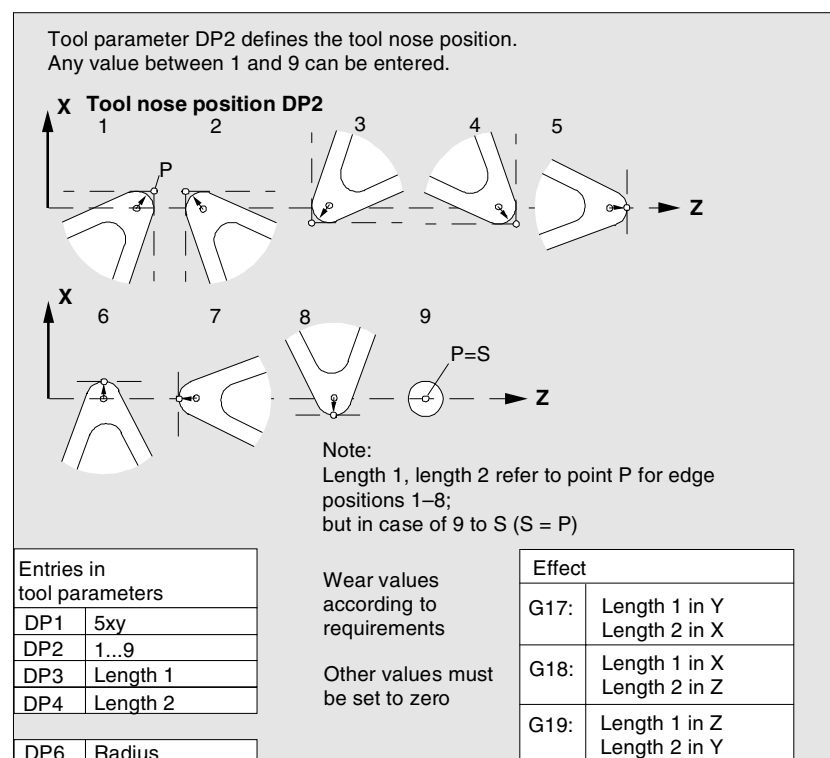 Tool parameter DP2 defines the tool nose position.
Any value between 1 and 9 can be entered.
X Tool nose position DP2
1 2 3 4 5
P
Z
X
6 7 8 9
P=S
Z
Note:
Length 1, length 2 refer to point P for edge
positions 1–8;
but in case of 9 to S (S = P)
Entries in
tool parameters
DP1 5xy
DP2 1...9
DP3 Length 1
DP4 Length 2
DP6 Radius
Wear values
according to
requirements
Other values must
be set to zero
Effect
G17: Length 1 in Y
Length 2 in X
G18: Length 1 in X
Length 2 in Z
G19: Length 1 in Z
Length 2 in Y